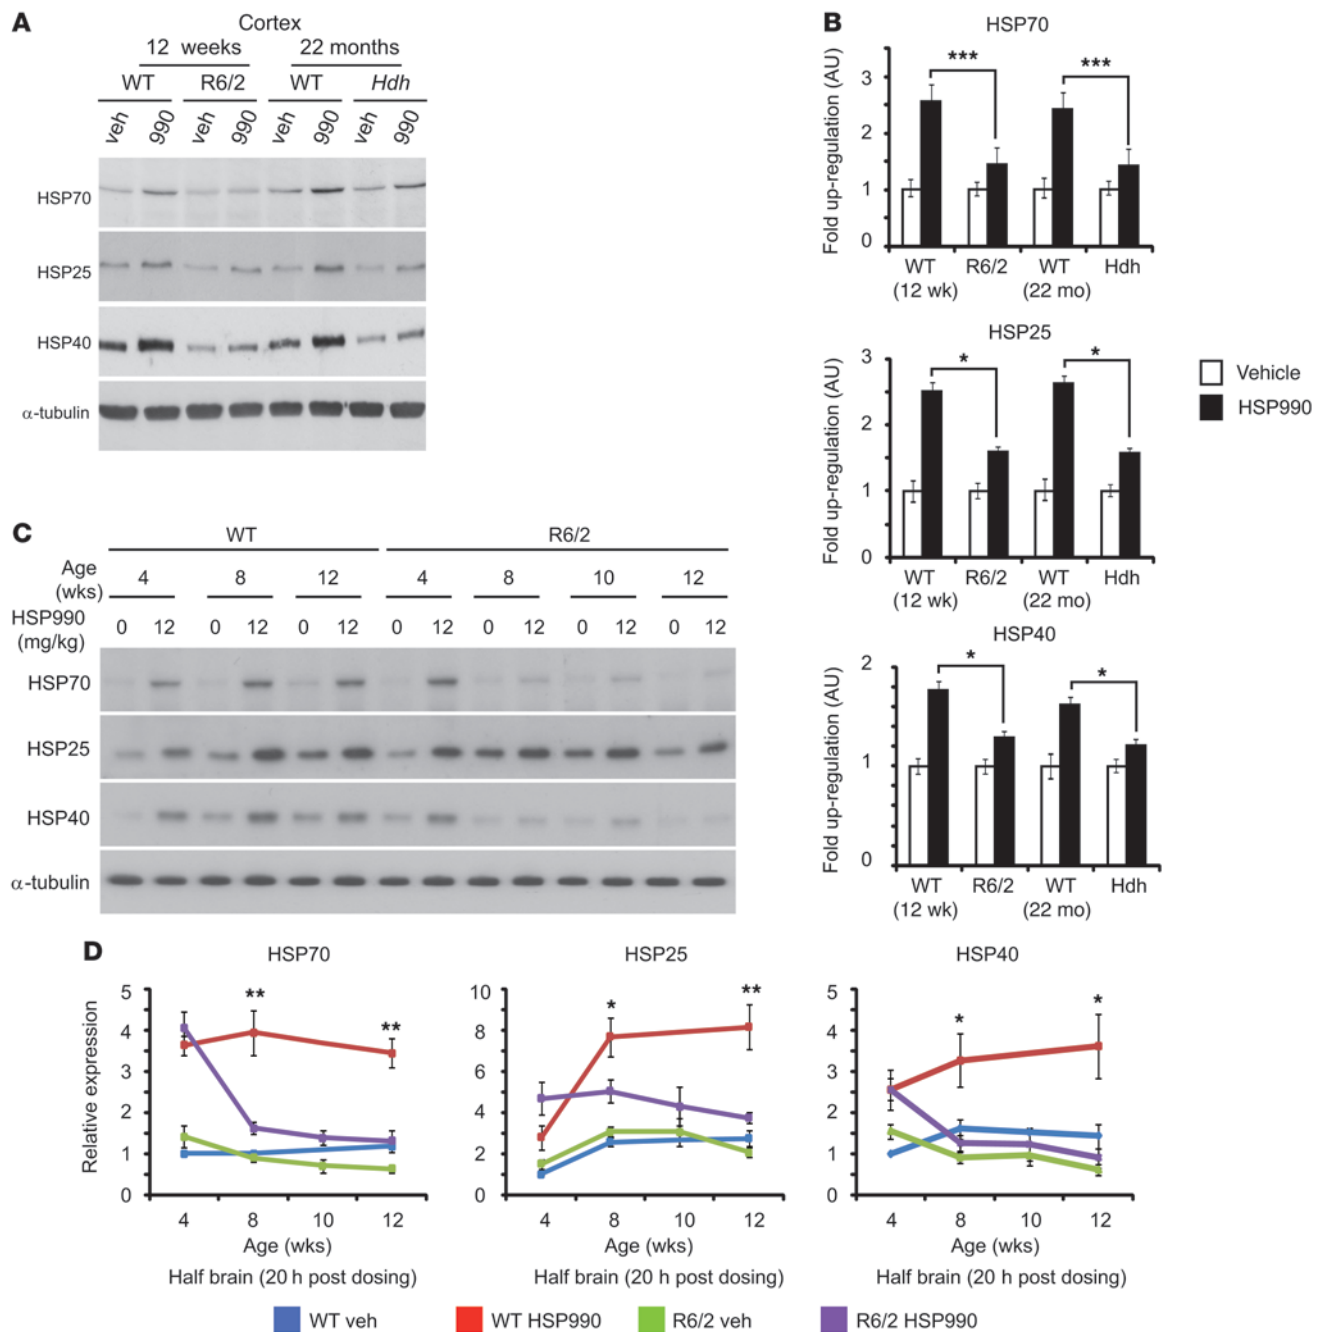 A
Cortex
12 weeks 22 months
WT R6/2 WT Hdh
veh 990 veh 990 veh 990 veh 990
HSP70
HSP25
HSP40
α-tubulin
B
HSP70
Fold up-regulation (AU)
3
2
1
0
*** ***
WT R6/2 WT Hdh
(12 wk) (22 mo)
HSP25
Fold up-regulation (AU)
3
2
1
0
* *
WT R6/2 WT Hdh
(12 wk) (22 mo)
Vehicle
HSP990
HSP40
Fold up-regulation (AU)
2
1
0
* *
WT R6/2 WT Hdh
(12 wk) (22 mo)
C
WT R6/2
Age (wks) 4 8 12 4 8 10 12
HSP990 (mg/kg) 0 12 0 12 0 12 0 12 0 12 0 12 0 12
HSP70
HSP25
HSP40
α-tubulin
D
HSP70
Relative expression
5
4
3
2
1
0
** **
4 8 10 12
Age (wks)
Half brain (20 h post dosing)
HSP25
10
8
6
4
2
0
* **
4 8 10 12
Age (wks)
Half brain (20 h post dosing)
HSP40
5
4
3
2
1
0
* *
4 8 10 12
Age (wks)
Half brain (20 h post dosing)
WT veh WT HSP990 R6/2 veh R6/2 HSP990